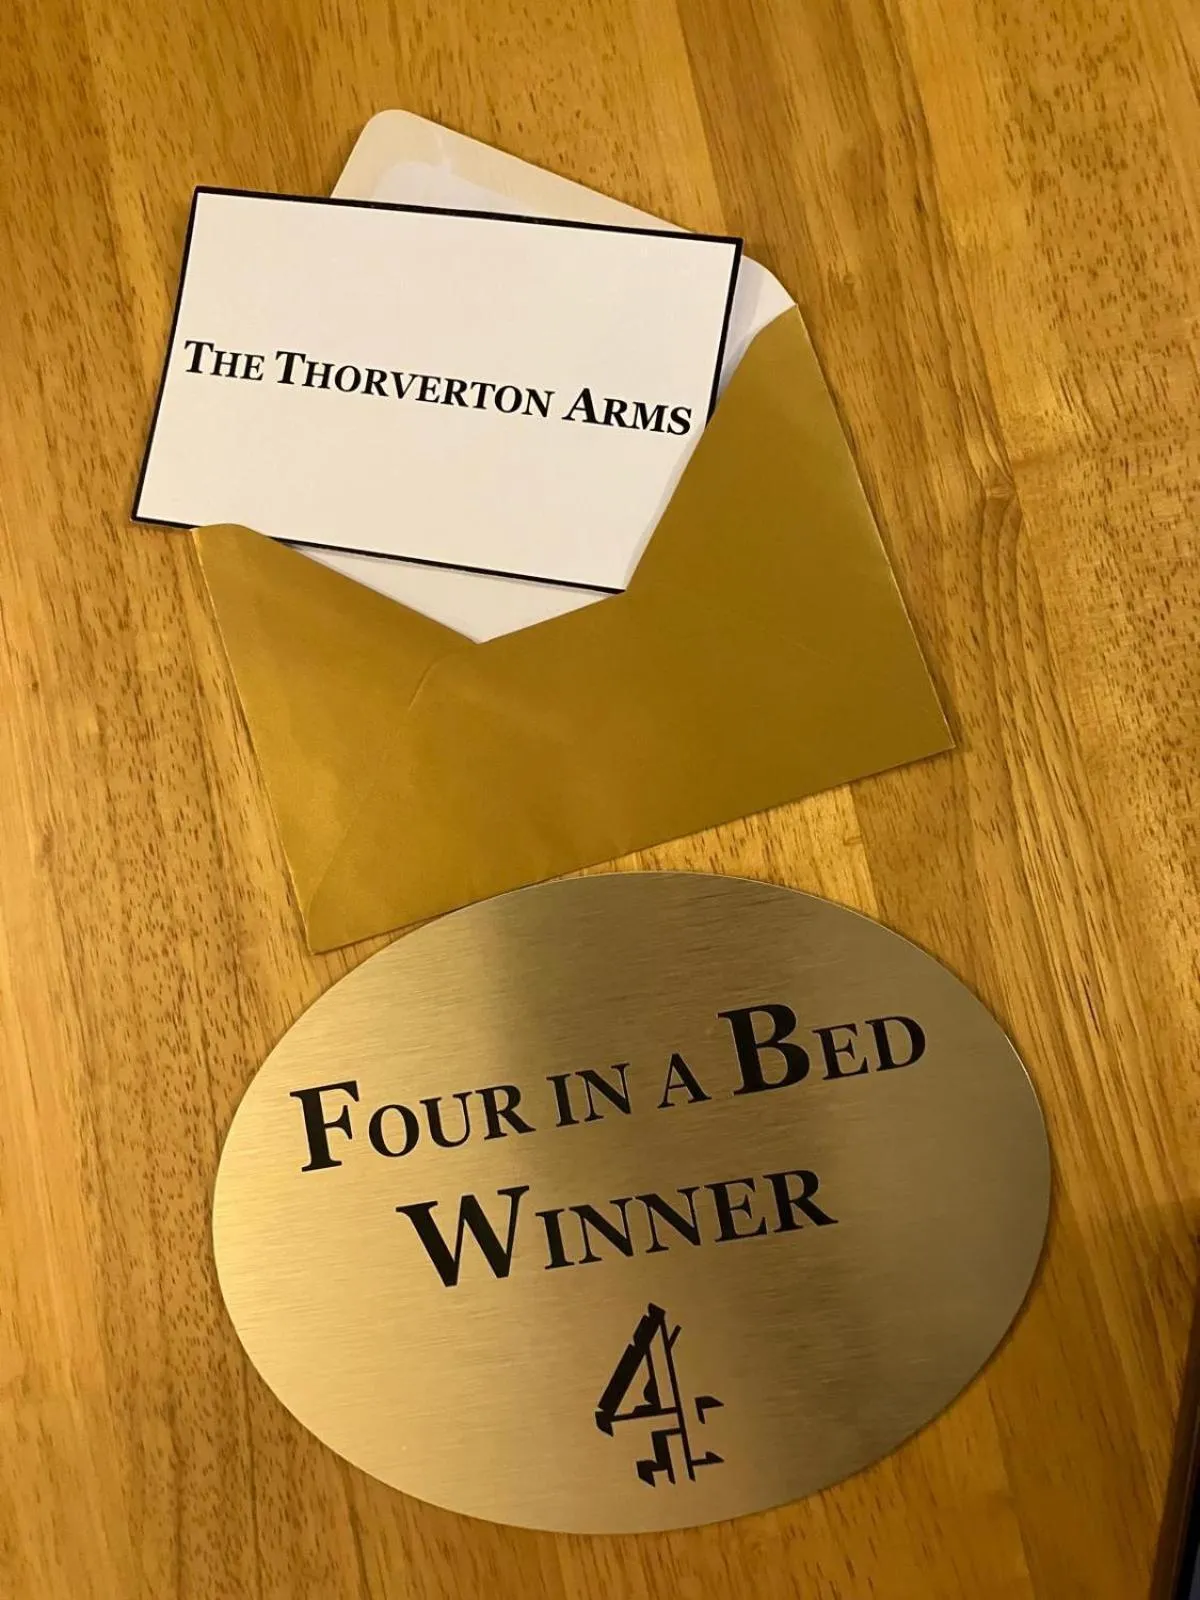 THE THORVERTON ARMS
FOUR IN A BED
WINNER
4